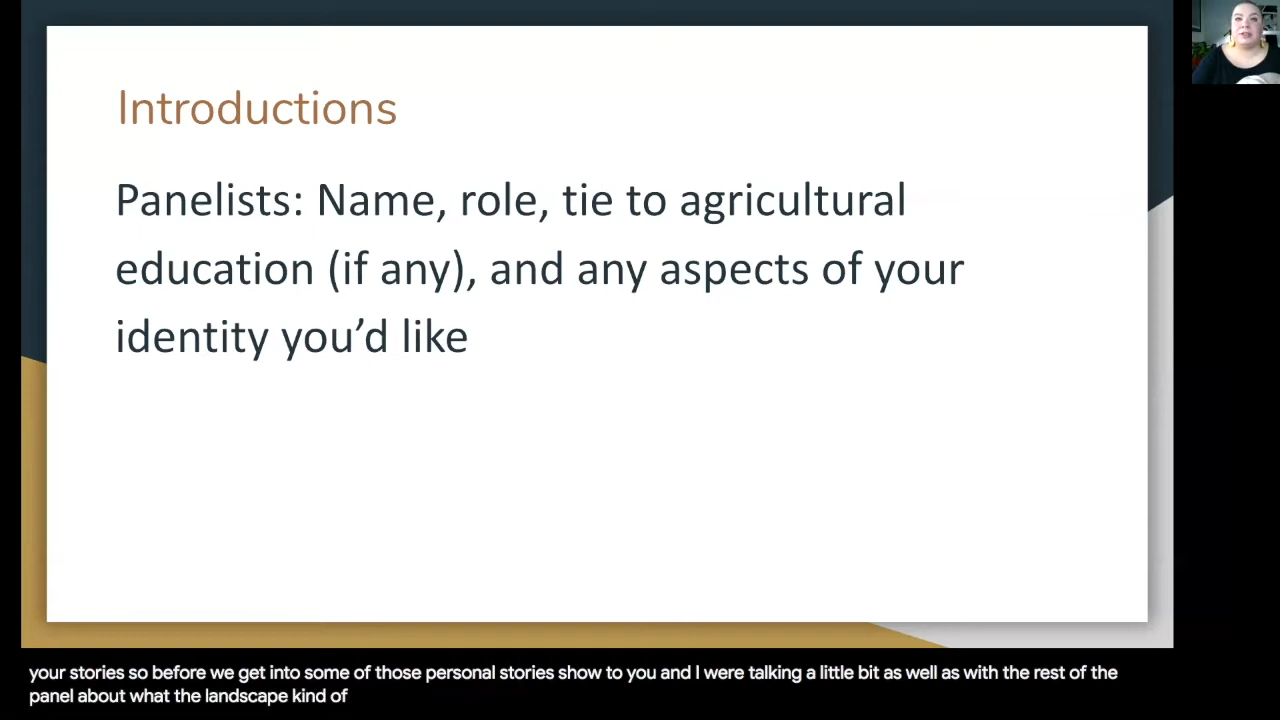 Introductions
Panelists: Name, role, tie to agricultural
education (if any), and any aspects of your
identity you’d like
your stories so before we get into some of those personal stories show to you and I were talking a little bit as well as with the rest of the
panel about what the landscape kind of